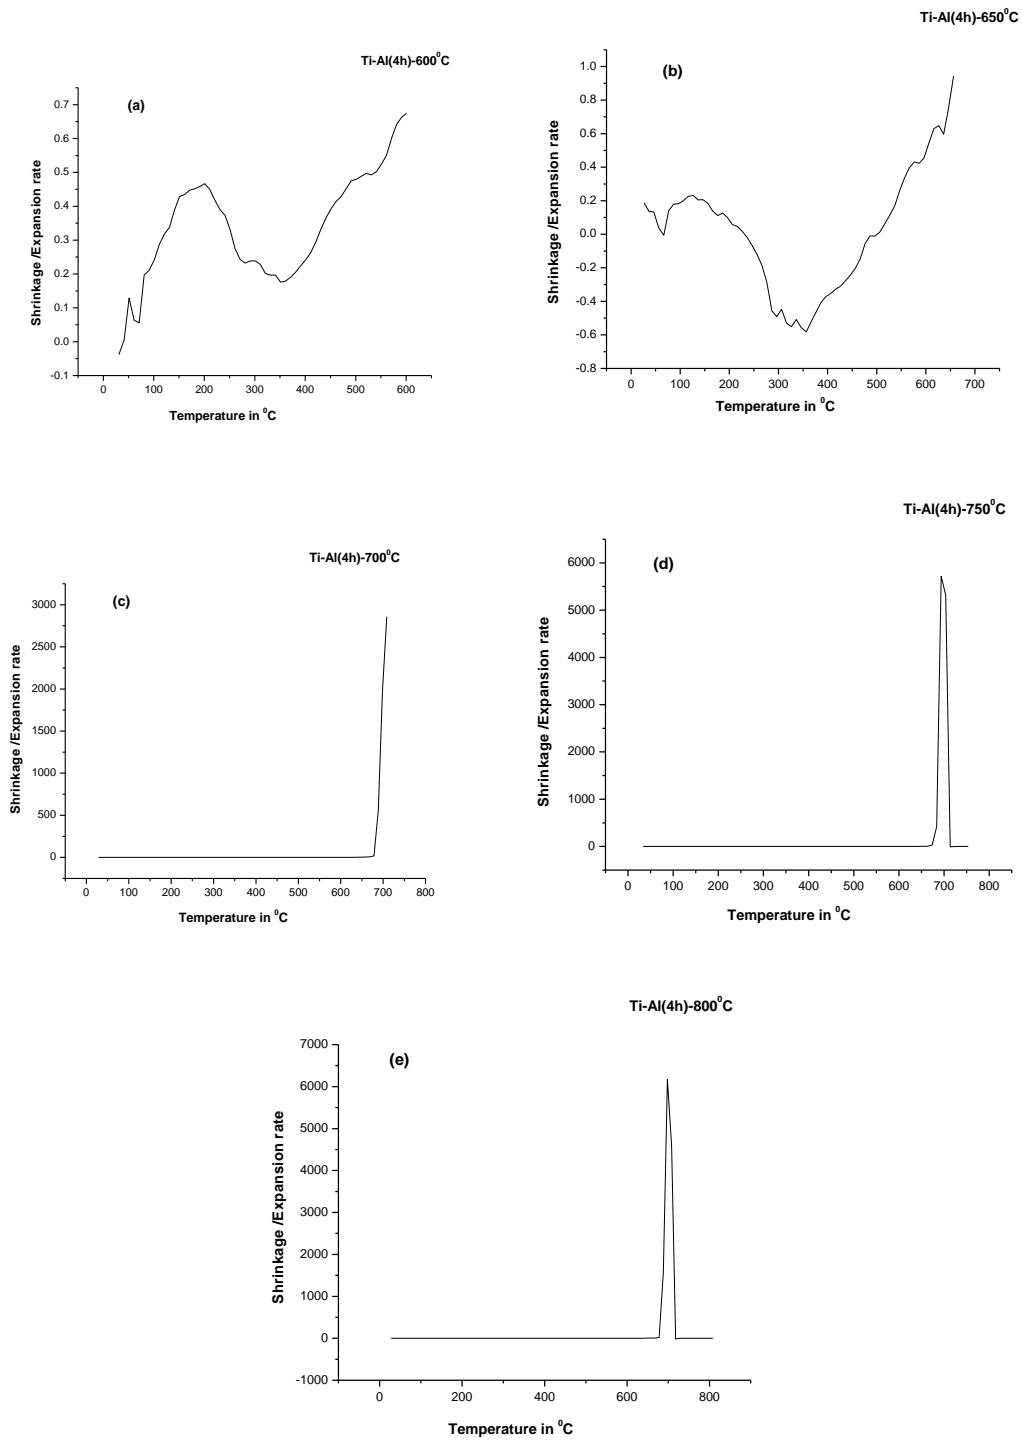 Ti-Al(4h)-600⁰C
(a)
Shrinkage /Expansion rate
0.7
0.6
0.5
0.4
0.3
0.2
0.1
0.0
-0.1
0 100 200 300 400 500 600
Temperature in ⁰C
Ti-Al(4h)-650⁰C
(b)
Shrinkage /Expansion rate
1.0
0.8
0.6
0.4
0.2
0.0
-0.2
-0.4
-0.6
-0.8
0 100 200 300 400 500 600 700
Temperature in ⁰C
Ti-Al(4h)-700⁰C
(c)
Shrinkage /Expansion rate
3000
2500
2000
1500
1000
500
0
0 100 200 300 400 500 600 700 800
Temperature in ⁰C
Ti-Al(4h)-750⁰C
(d)
Shrinkage /Expansion rate
6000
5000
4000
3000
2000
1000
0
0 100 200 300 400 500 600 700 800
Temperature in ⁰C
Ti-Al(4h)-800⁰C
(e)
Shrinkage /Expansion rate
7000
6000
5000
4000
3000
2000
1000
0
-1000
0 200 400 600 800
Temperature in ⁰C